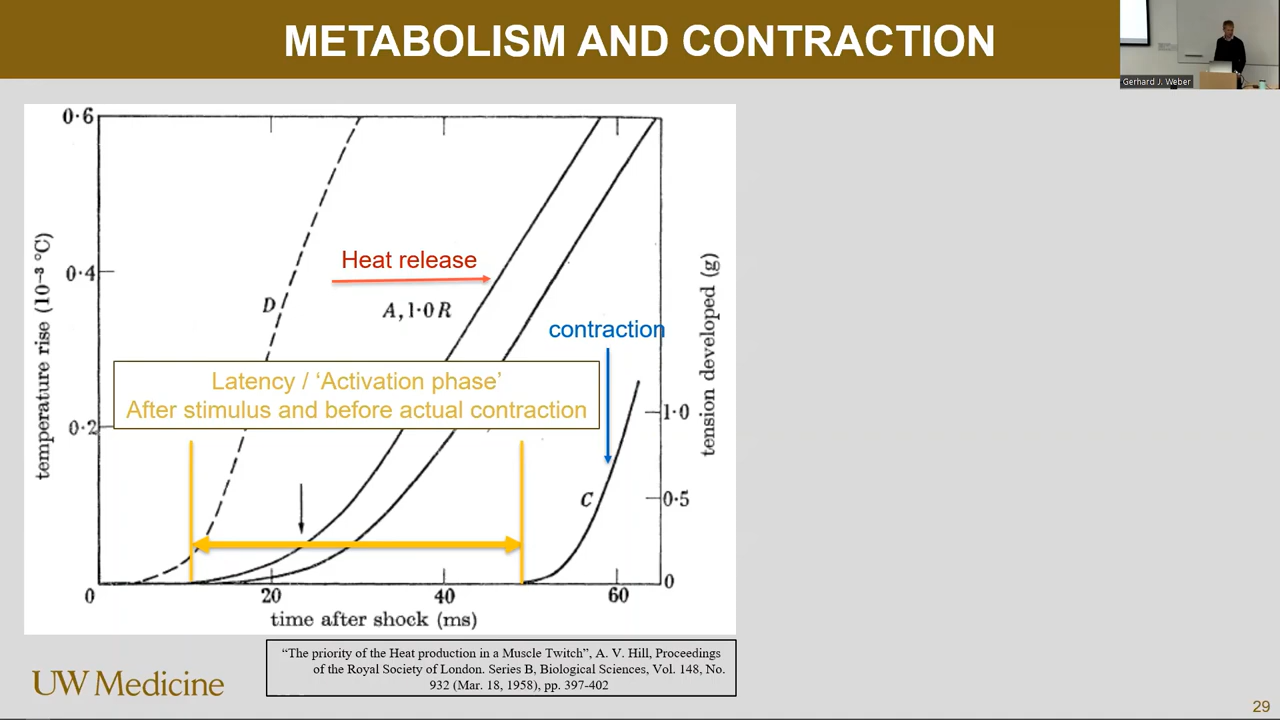 METABOLISM AND CONTRACTION
Gerhard J. Weber
0·6
0·4
0·2
temperature rise (10⁻³ °C)
Heat release
D
A, 1·0 R
contraction
Latency / ‘Activation phase’
After stimulus and before actual contraction
C
1·0
0·5
0
tension developed (g)
0
20
40
60
time after shock (ms)
“The priority of the Heat production in a Muscle Twitch”, A. V. Hill, Proceedings
of the Royal Society of London. Series B, Biological Sciences, Vol. 148, No.
932 (Mar. 18, 1958), pp. 397-402
UW Medicine
29